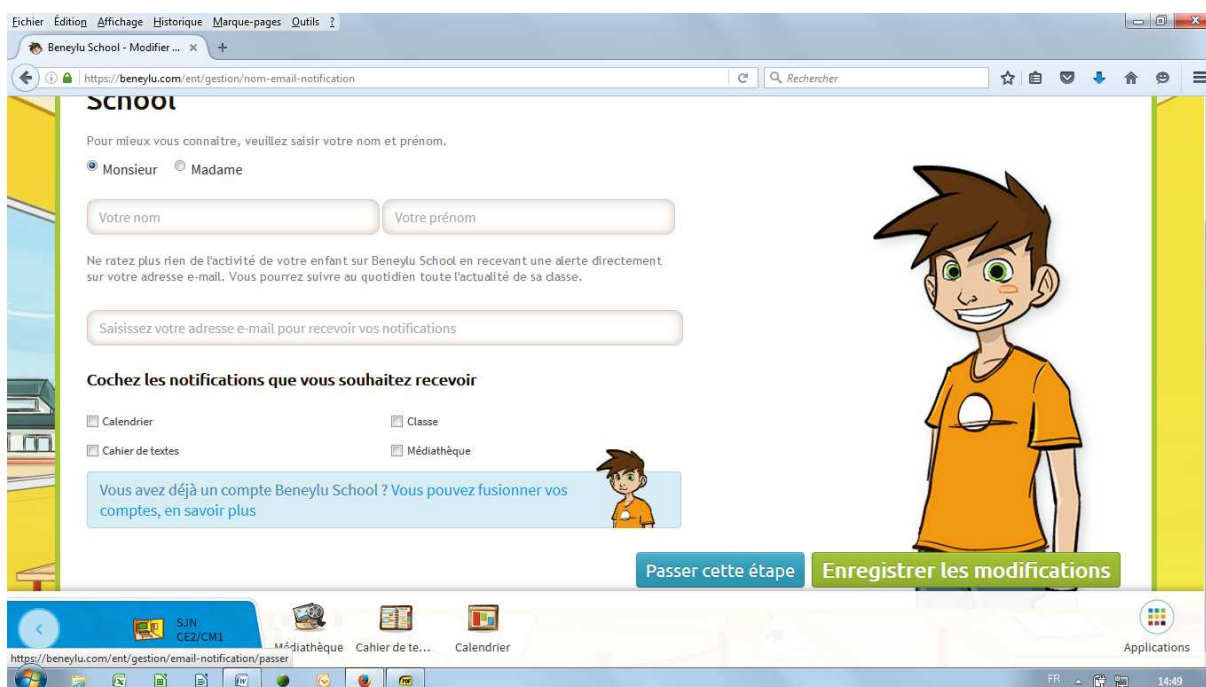 Fichier Édition Affichage Historique Marque-pages Outils ?
Beneylu School - Modifier ... × +
https://beneylu.com/ent/gestion/nom-email-notification
Rechercher
School
Pour mieux vous connaitre, veuillez saisir votre nom et prénom.
Monsieur Madame
Votre nom Votre prénom
Ne ratez plus rien de l'activité de votre enfant sur Beneylu School en recevant une alerte directement
sur votre adresse e-mail. Vous pourrez suivre au quotidien toute l'actualité de sa classe.
Saisissez votre adresse e-mail pour recevoir vos notifications
Cochez les notifications que vous souhaitez recevoir
Calendrier Classe
Cahier de textes Médiathèque
Vous avez déjà un compte Beneylu School ? Vous pouvez fusionner vos
comptes, en savoir plus
Passer cette étape Enregistrer les modifications
SJN
CE2/CM1
Médiathèque Cahier de te... Calendrier Applications
https://beneylu.com/ent/gestion/email-notification/passer
FR 14:49